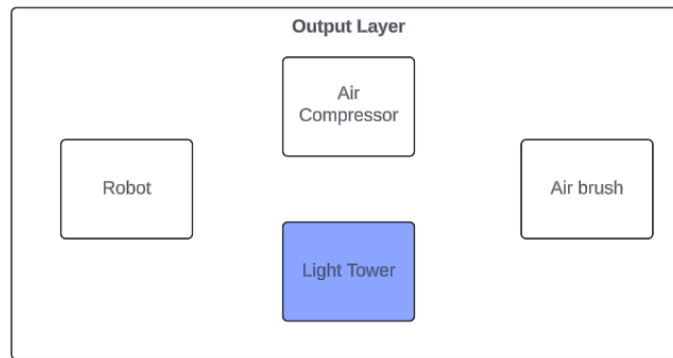 Output Layer
Air
Compressor
Robot
Air brush
Light Tower